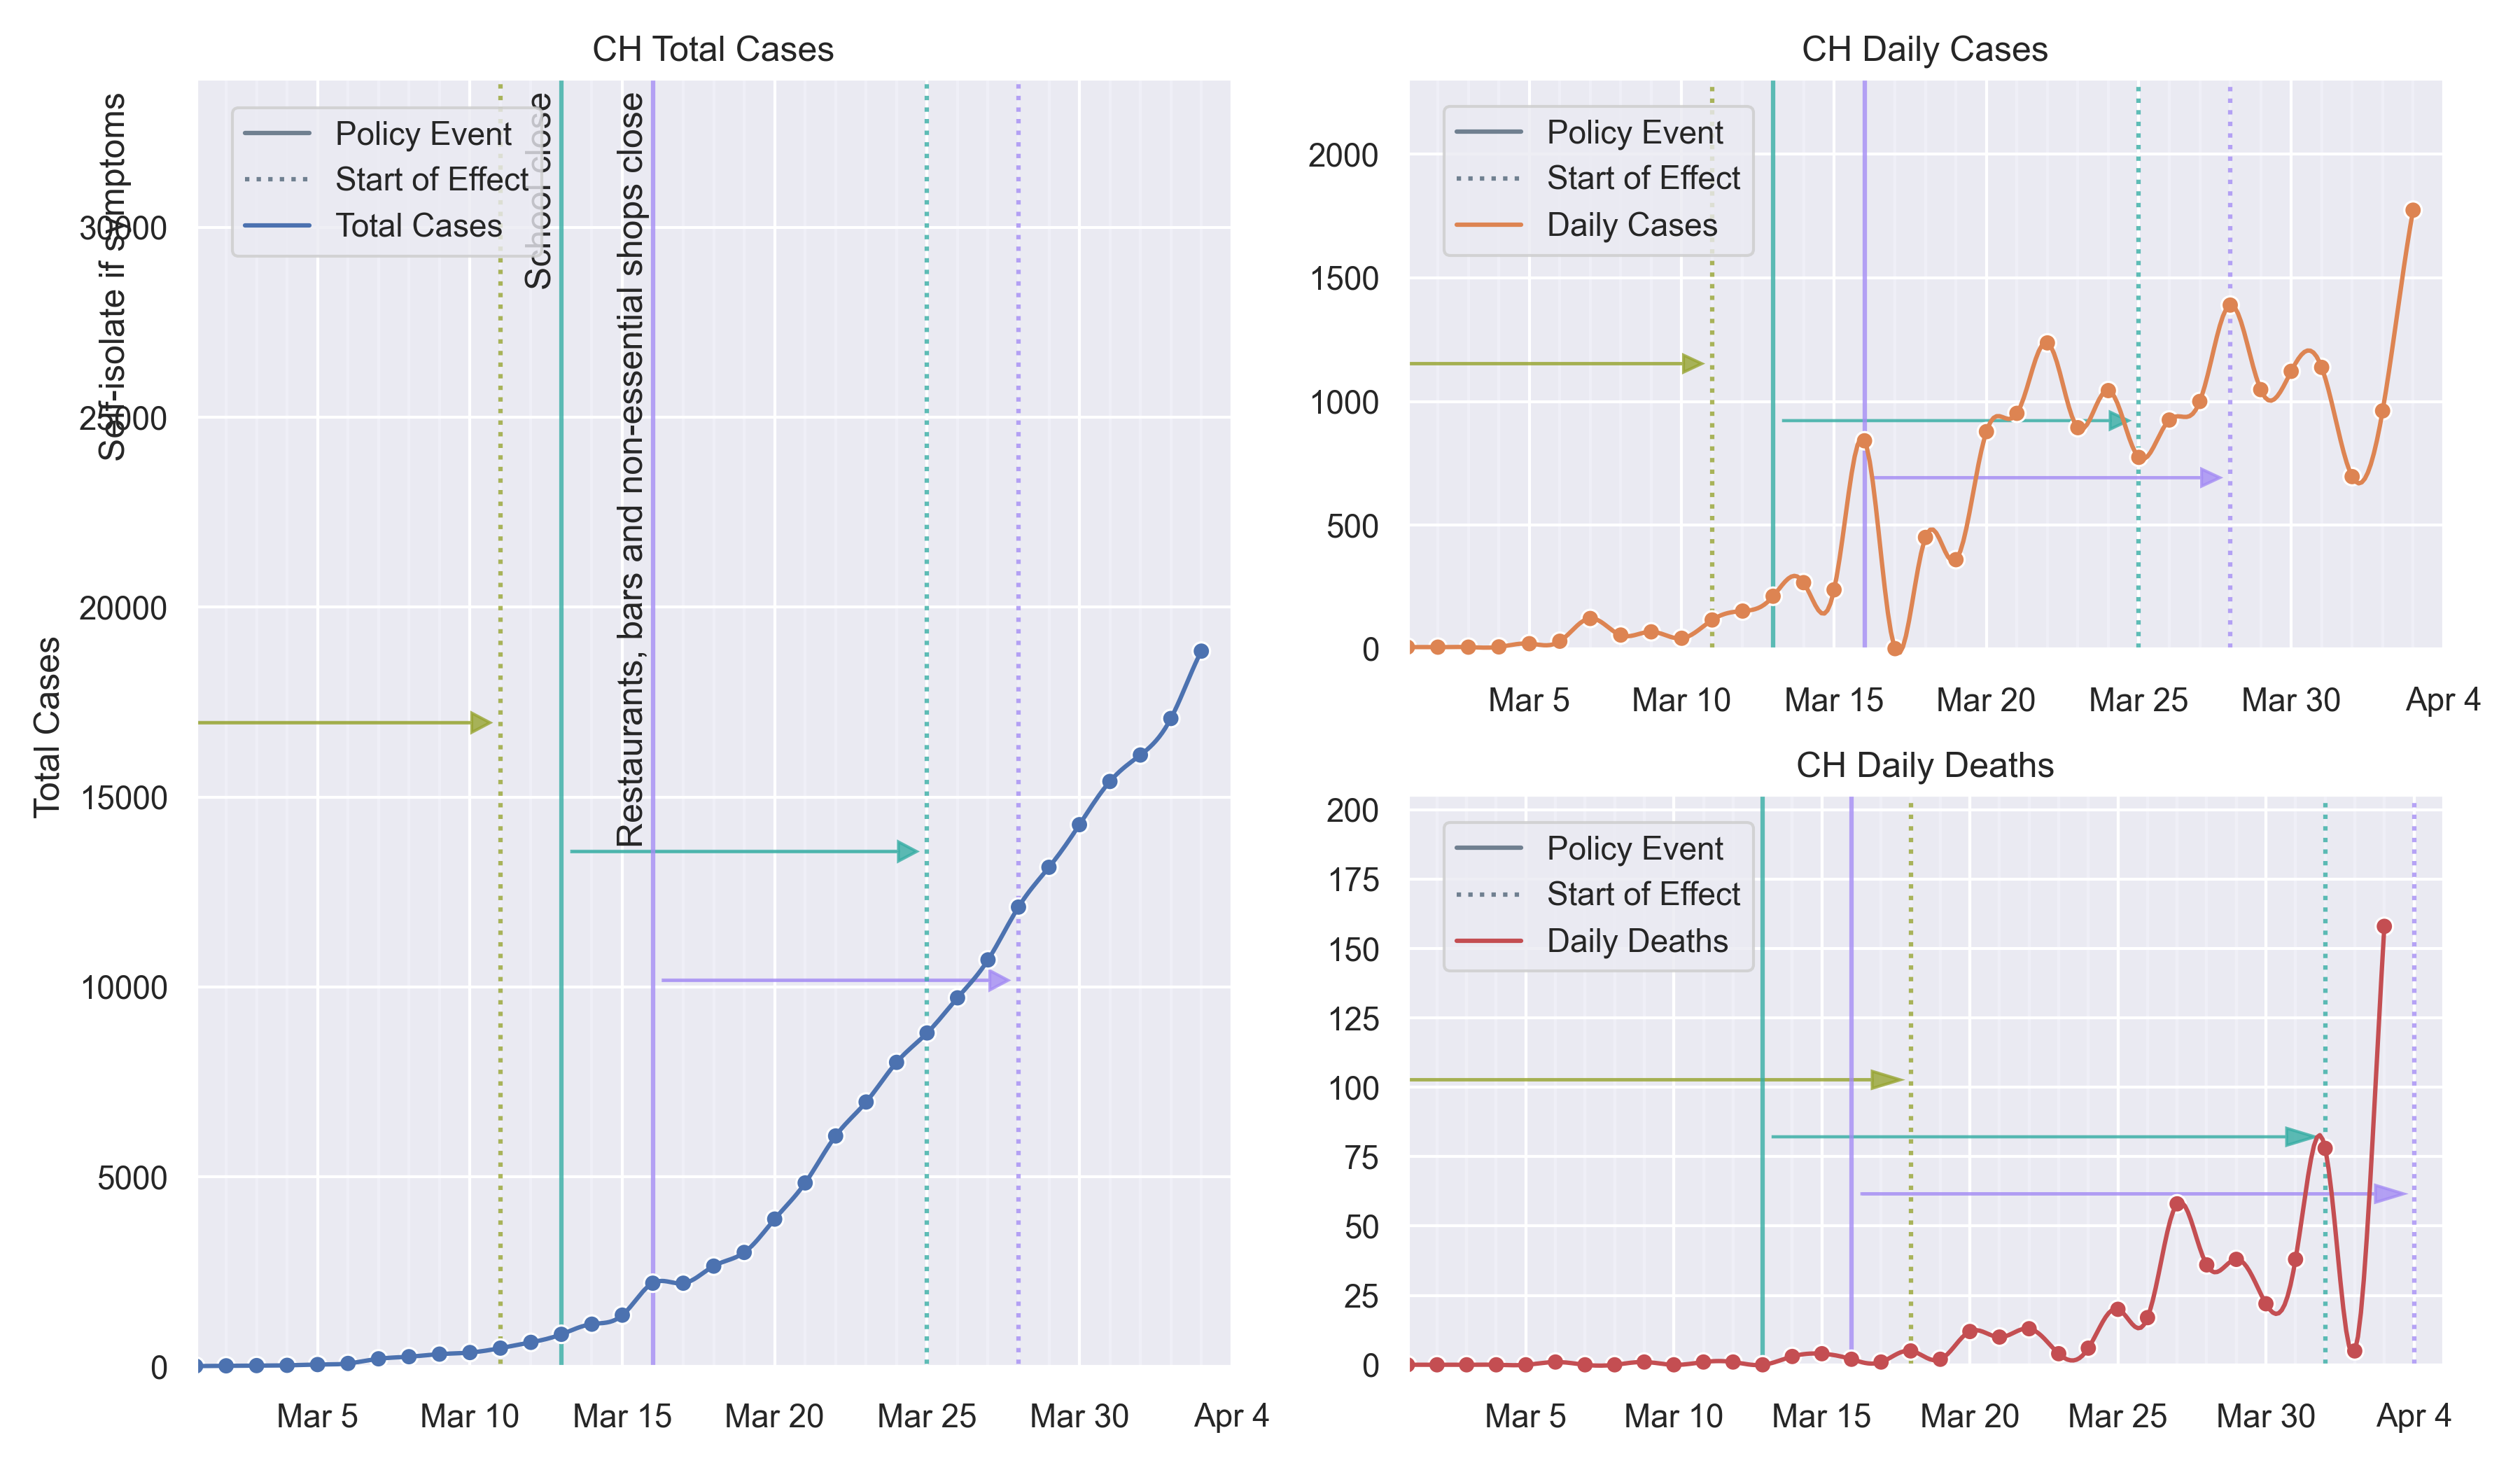 CH Total Cases
Total Cases
Self-isolate if symptoms
School close
Restaurants, bars and non-essential shops close
Policy Event
Start of Effect
Total Cases
30000
25000
20000
15000
10000
5000
0
Mar 5
Mar 10
Mar 15
Mar 20
Mar 25
Mar 30
Apr 4
CH Daily Cases
Policy Event
Start of Effect
Daily Cases
2000
1500
1000
500
0
Mar 5
Mar 10
Mar 15
Mar 20
Mar 25
Mar 30
Apr 4
CH Daily Deaths
Policy Event
Start of Effect
Daily Deaths
200
175
150
125
100
75
50
25
0
Mar 5
Mar 10
Mar 15
Mar 20
Mar 25
Mar 30
Apr 4